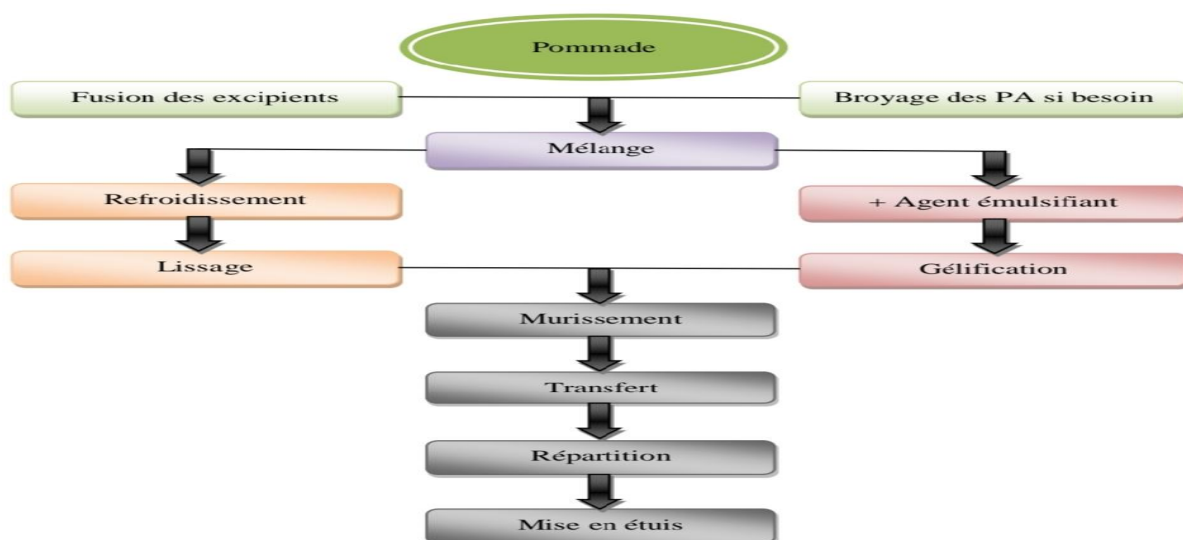 Pommade
Fusion des excipients
Broyage des PA si besoin
Mélange
Refroidissement
+ Agent émulsifiant
Lissage
Gélification
Murissement
Transfert
Répartition
Mise en étuis